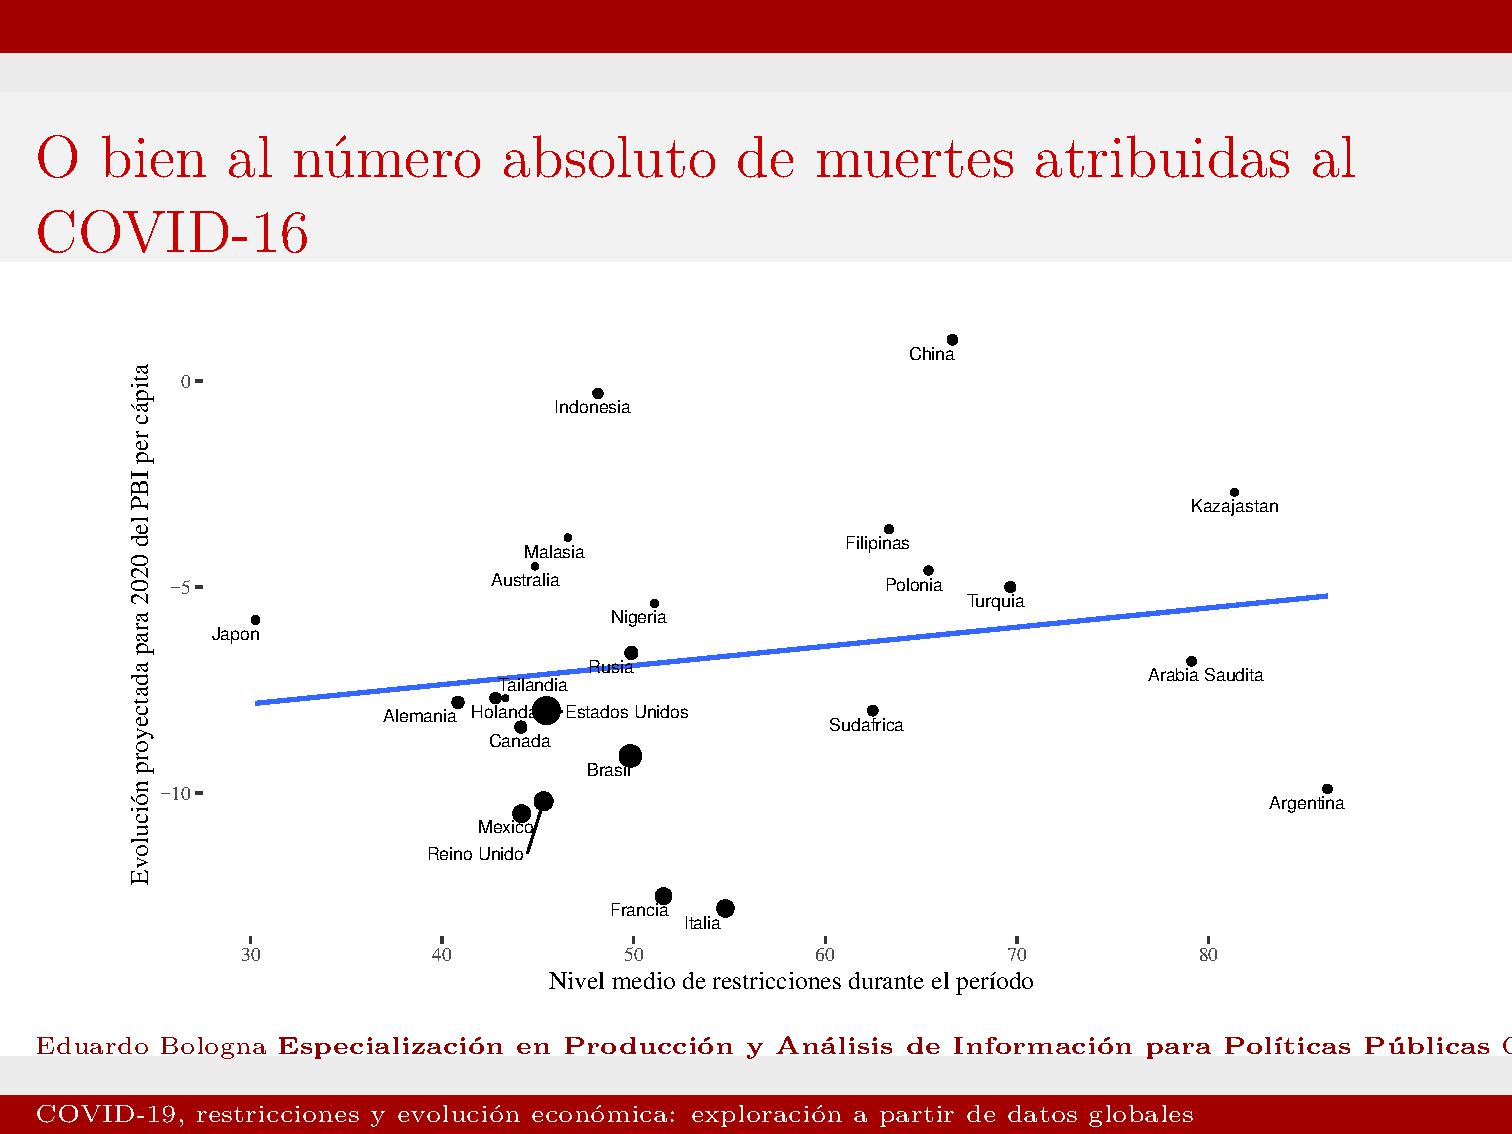 O bien al número absoluto de muertes atribuidas al
COVID-16
Evolución proyectada para 2020 del PBI per cápita
0
−5
−10
China
Indonesia
Kazajastan
Filipinas
Malasia
Australia
Polonia
Turquia
Nigeria
Japon
Rusia
Arabia Saudita
Tailandia
Alemania
Holanda
Estados Unidos
Sudafrica
Canada
Brasil
Argentina
Mexico
Reino Unido
Francia
Italia
30 40 50 60 70 80
Nivel medio de restricciones durante el período
Eduardo Bologna Especialización en Producción y Análisis de Información para Políticas Públicas
COVID-19, restricciones y evolución económica: exploración a partir de datos globales